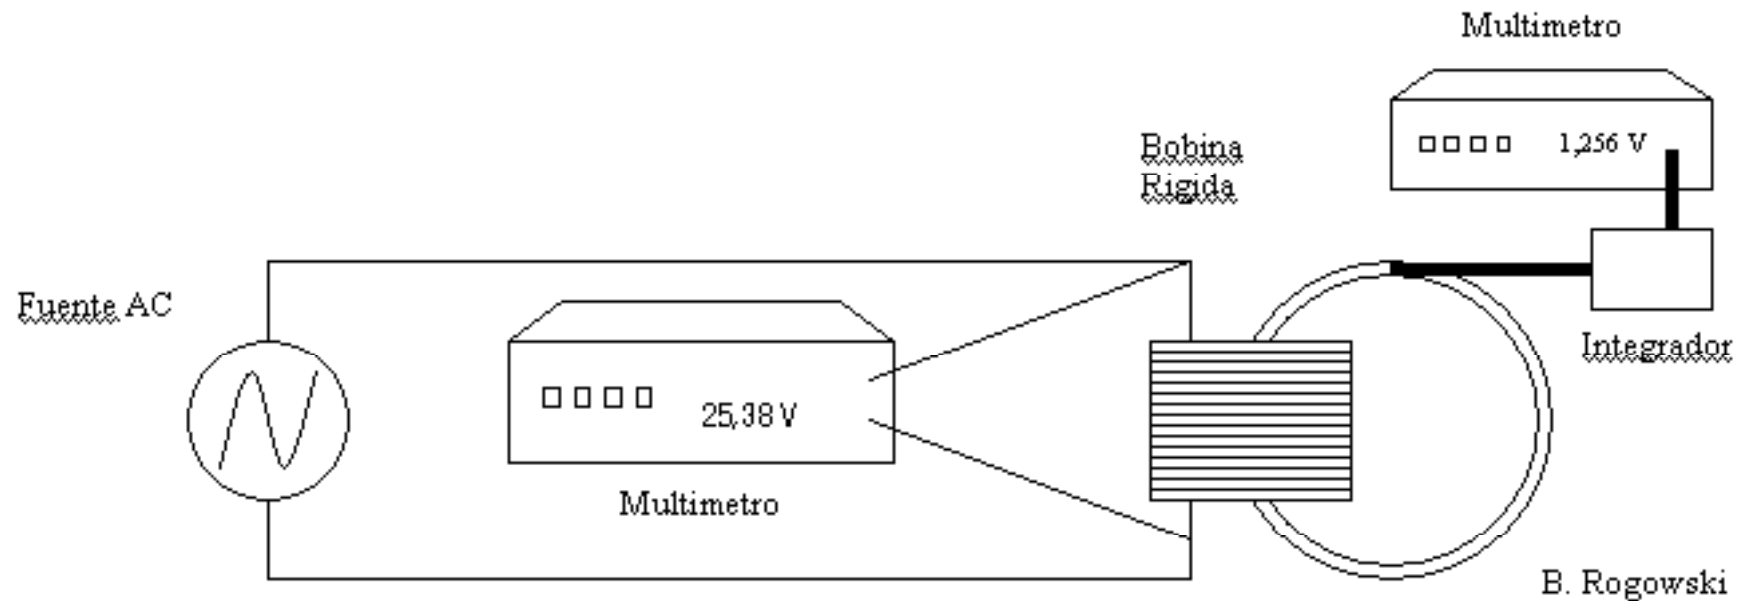 Multimetro
1,256 V
Bobina
Rigida
Fuente AC
Integrador
25,38 V
Multimetro
B. Rogowski